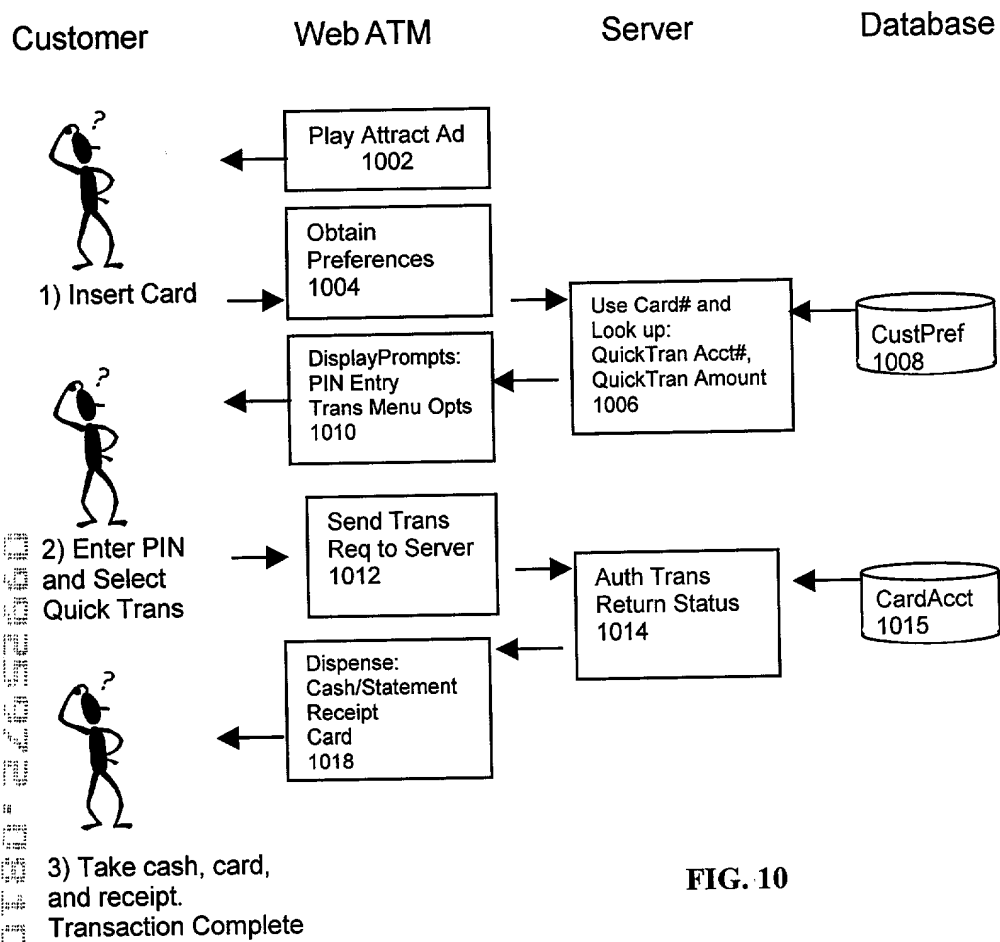 Customer
Web ATM
Server
Database
?
Play Attract Ad
1002
Obtain
Preferences
1004
1) Insert Card
Use Card# and
Look up:
QuickTran Acct#,
QuickTran Amount
1006
CustPref
1008
DisplayPrompts:
PIN Entry
Trans Menu Opts
1010
?
2) Enter PIN
and Select
Quick Trans
Send Trans
Req to Server
1012
Auth Trans
Return Status
1014
CardAcct
1015
Dispense:
Cash/Statement
Receipt
Card
1018
?
3) Take cash, card,
and receipt.
Transaction Complete
FIG. 10